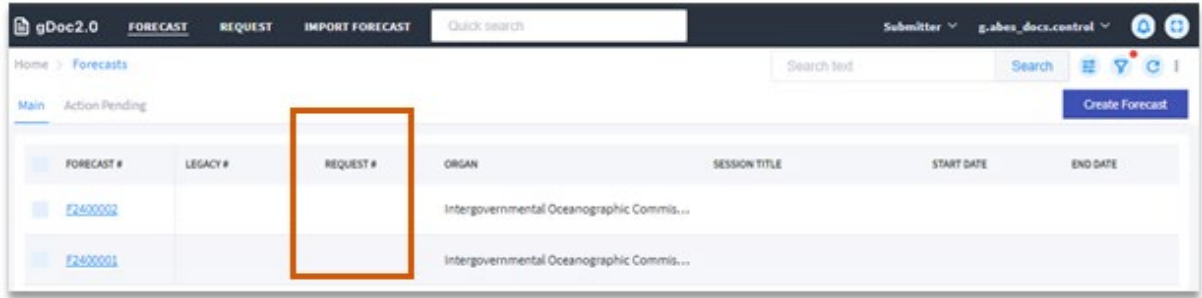 gDoc2.0 FORECAST REQUEST IMPORT FORECAST Quick search Submitter g.abes_docs.control
Home > Forecasts Search text Search
Main Action Pending Create Forecast
FORECAST # LEGACY # REQUEST # ORGAN SESSION TITLE START DATE END DATE
F2400002 Intergovernmental Oceanographic Commis...
F2400001 Intergovernmental Oceanographic Commis...